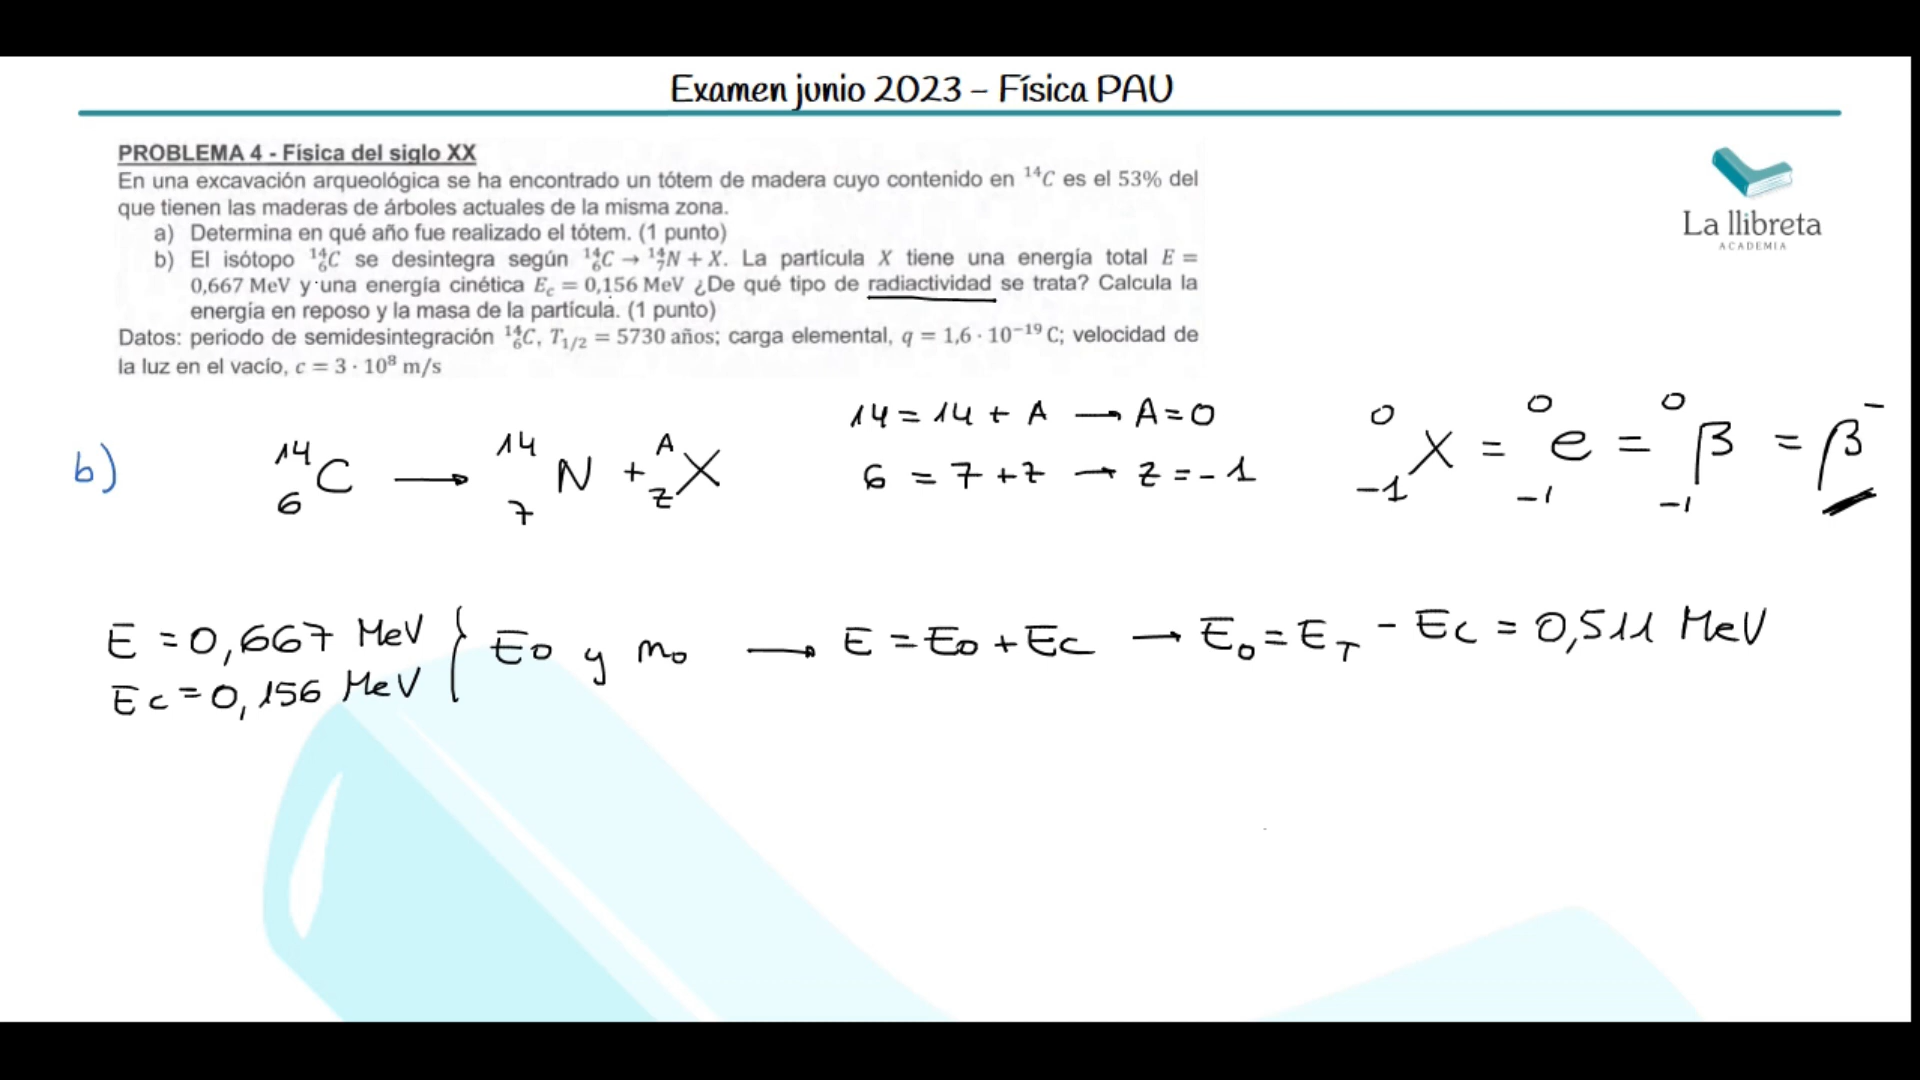 Examen junio 2023 – Física PAU
PROBLEMA 4 - Física del siglo XX
En una excavación arqueológica se ha encontrado un tótem de madera cuyo contenido en ¹⁴C es el 53% del
que tienen las maderas de árboles actuales de la misma zona.
a) Determina en qué año fue realizado el tótem. (1 punto)
b) El isótopo ¹⁴₆C se desintegra según ¹⁴₆C → ¹⁴₇N + X. La partícula X tiene una energía total E =
0,667 MeV y una energía cinética E_c = 0,156 MeV ¿De qué tipo de radiactividad se trata? Calcula la
energía en reposo y la masa de la partícula. (1 punto)
Datos: periodo de semidesintegración ¹⁴₆C, T₁/₂ = 5730 años; carga elemental, q = 1,6 · 10⁻¹⁹ C; velocidad de
la luz en el vacío, c = 3 · 10⁸ m/s
La llibreta
ACADEMIA
b) ¹⁴₆C → ¹⁴₇N + ᴬ_ZX
14 = 14 + A → A = 0
6 = 7 + z → z = -1
⁰₋₁X = ⁰₋₁e = ⁰₋₁β = β⁻
E = 0,667 MeV
Ec = 0,156 MeV
} E₀ y m₀ → E = E₀ + Ec → E₀ = E_T - Ec = 0,511 MeV